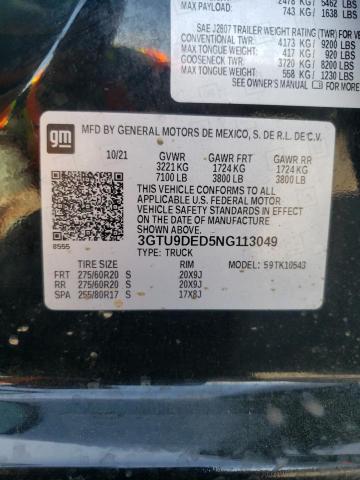 2478 KG / 5462 LBS
MAX PAYLOAD: 743 KG / 1638 LBS
SAE J2807 TRAILER WEIGHT RATING (TWR) FOR
CONVENTIONAL TWR: 4173 KG / 9200 LBS
MAX TONGUE WEIGHT: 417 KG / 920 LBS
GOOSENECK TWR: 3720 KG / 8200 LBS
MAX TONGUE WEIGHT: 558 KG / 1230 LBS
SEE OWNER'S MANUAL FOR ADDITIONAL
gm
MFD BY GENERAL MOTORS DE MEXICO, S. DE R.L. DE C.V.
10/21 GVWR GAWR FRT GAWR RR
3221 KG 1724 KG 1724 KG
7100 LB 3800 LB 3800 LB
THIS VEHICLE CONFORMS TO ALL
APPLICABLE U.S. FEDERAL MOTOR
VEHICLE SAFETY AND THEFT
PREVENTION STANDARDS IN EFFECT
ON THE DATE OF MANUFACTURE
SHOWN ABOVE.
8555
3GTU9DED5NG113049
TYPE: TRUCK MODEL: 59TK10543
TIRE SIZE RIM
FRT 275/60R20 S 20X9J
RR 275/60R20 S 20X9J
SPA 255/80R17 S 17X8J